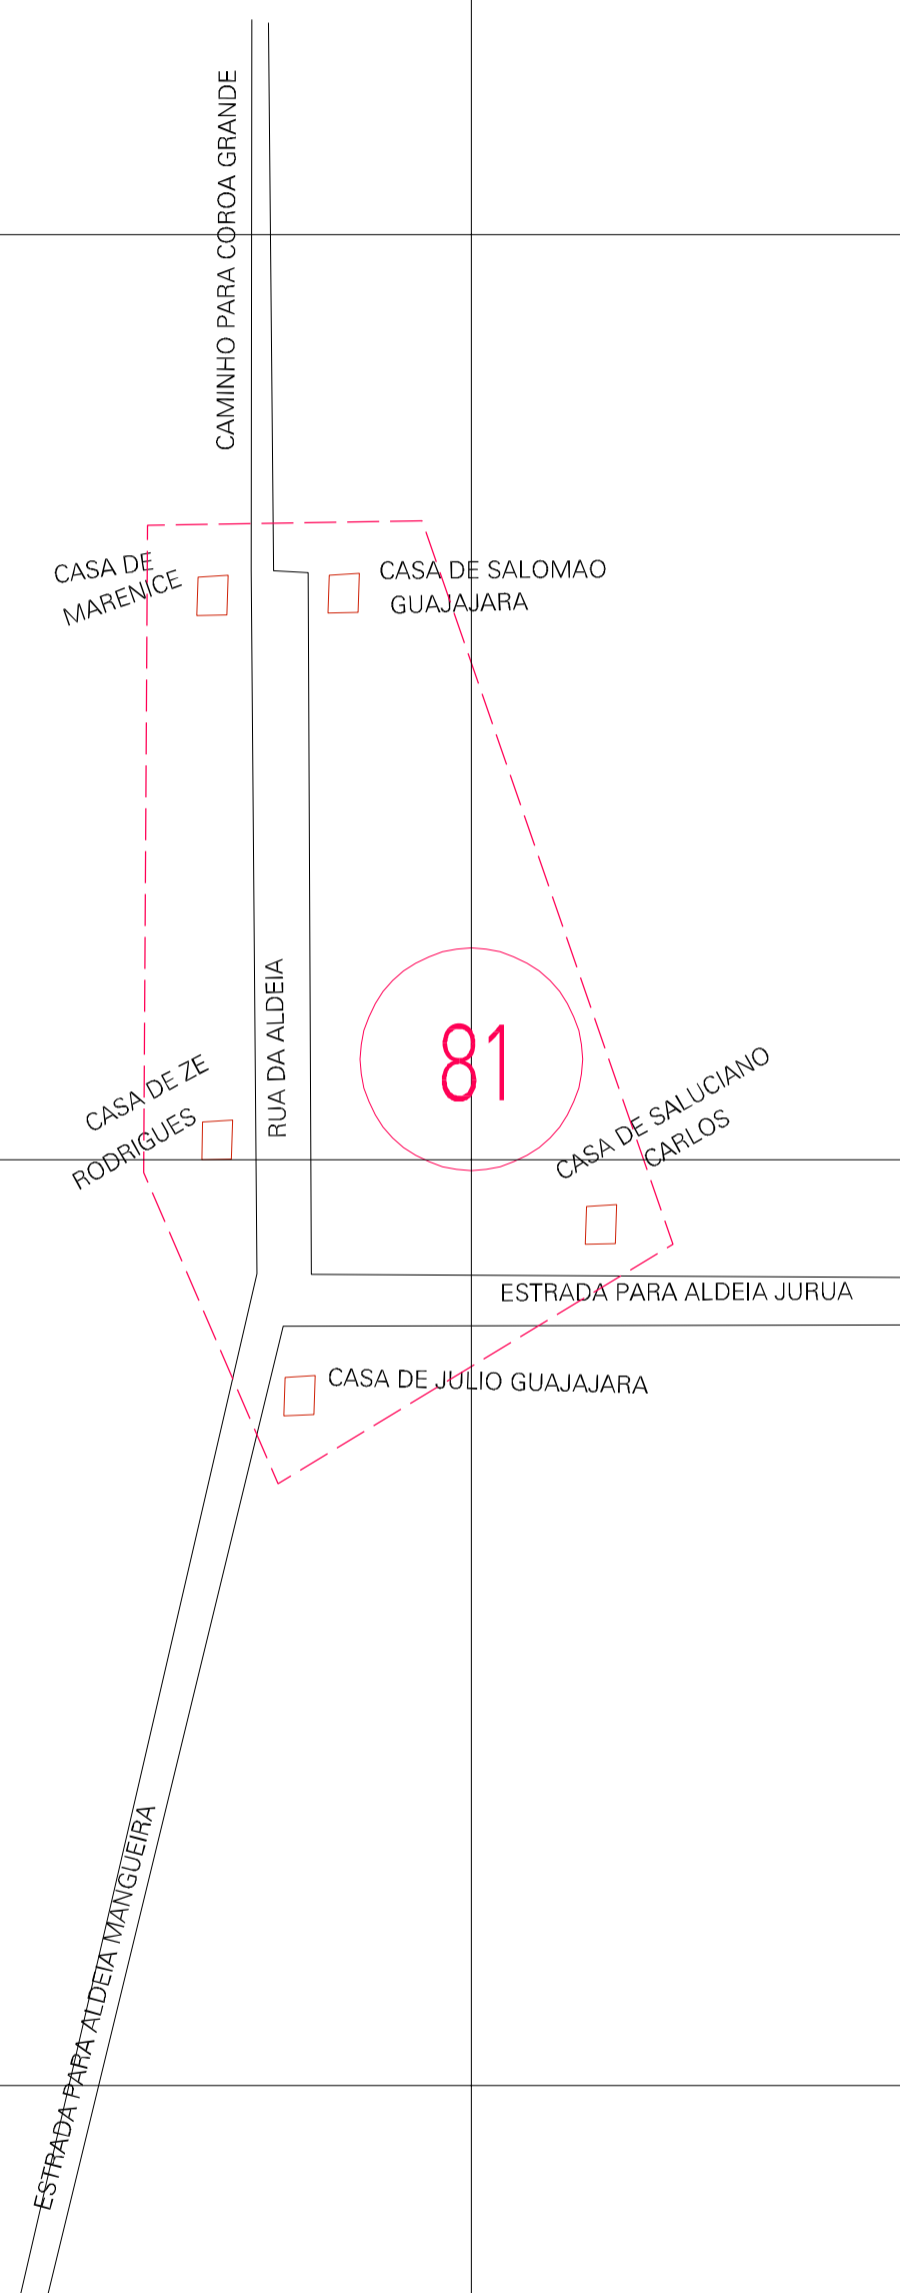 CAMINHO PARA COROA GRANDE
CASA DE
MARENICE
CASA DE SALOMAO
GUAJAJARA
RUA DA ALDEIA
81
CASA DE ZE
RODRIGUES
CASA DE SALUCIANO
CARLOS
ESTRADA PARA ALDEIA JURUA
CASA DE JULIO GUAJAJARA
ESTRADA PARA ALDEIA MANGUEIRA